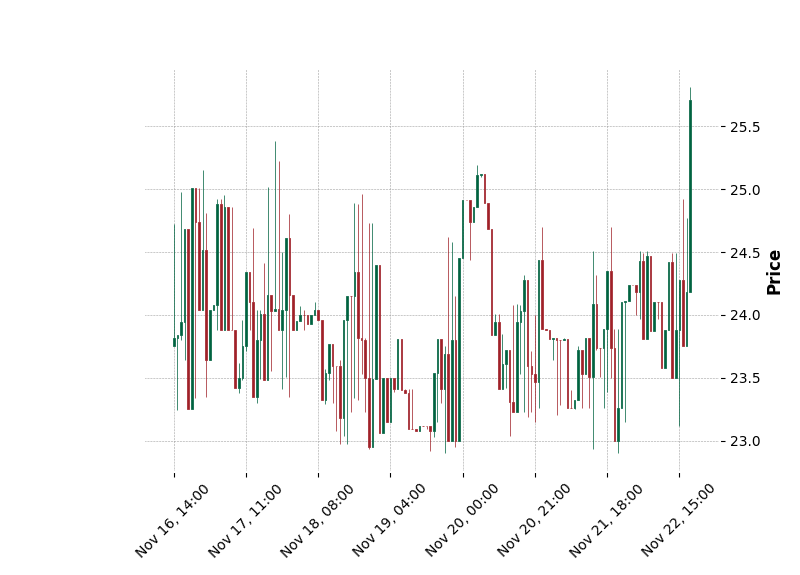 25.5
25.0
24.5
24.0
23.5
23.0
Price
Nov 16, 14:00
Nov 17, 11:00
Nov 18, 08:00
Nov 19, 04:00
Nov 20, 00:00
Nov 20, 21:00
Nov 21, 18:00
Nov 22, 15:00